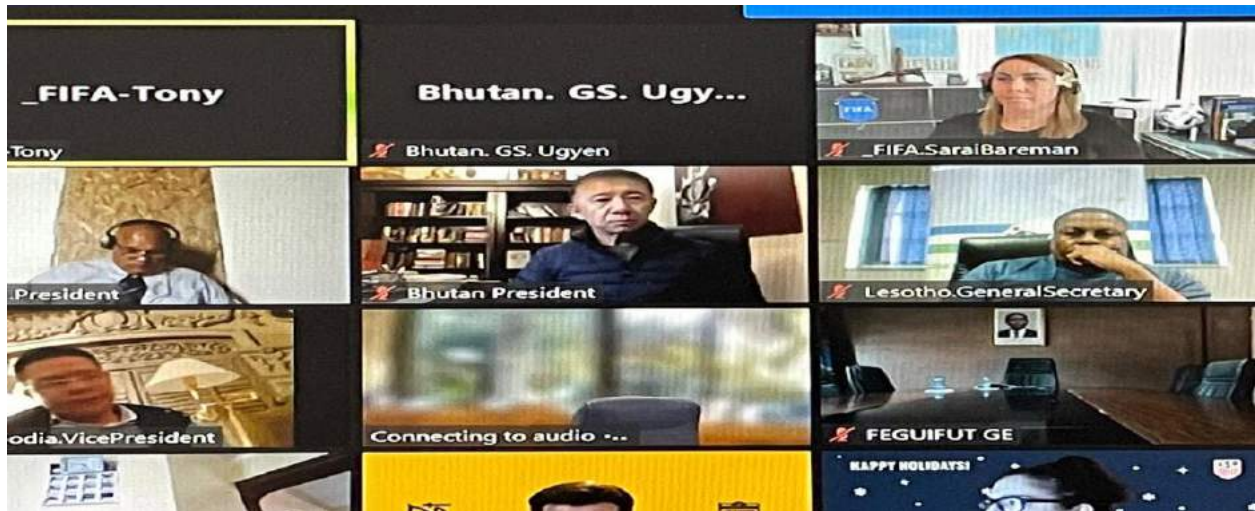 _FIFA-Tony
Tony
Bhutan. GS. Ugy...
Bhutan. GS. Ugyen
FIFA
_FIFA.SaraiBareman
.President
Bhutan President
Lesotho.GeneralSecretary
odia.VicePresident
Connecting to audio ...
FEGUIFUT GE
HAPPY HOLIDAYS!